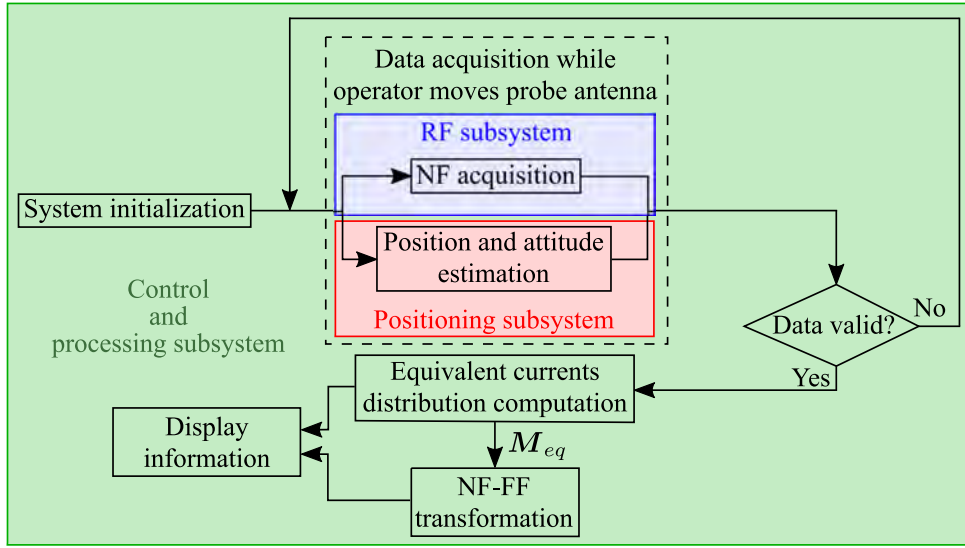 Data acquisition while
operator moves probe antenna
RF subsystem
NF acquisition
System initialization
Position and attitude
estimation
Positioning subsystem
Control
and
processing subsystem
Data valid?
No
Yes
Equivalent currents
distribution computation
M eq
Display
information
NF-FF
transformation